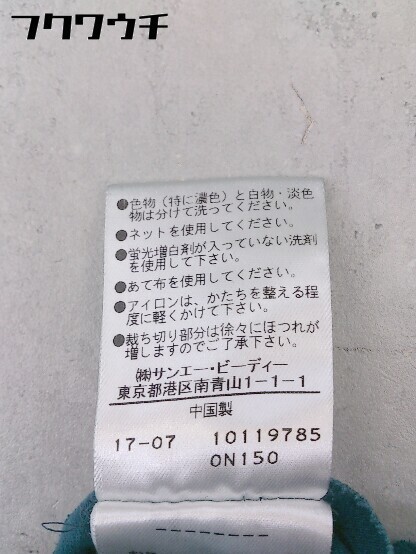 フクワウチ
●色物（特に濃色）と白物・淡色
物は分けて洗ってください。
●ネットを使用してください。
●蛍光増白剤が入っていない洗剤
を使用して下さい。
●あて布を使用してください。
●アイロンは、かたちを整える程
度に軽くかけて下さい。
●裁ち切り部分は徐々にほつれが
増しますのでご了承下さい。
㈱サンエー・ビーディー
東京都港区南青山1-1-1
中国製
17-07 10119785
0N150